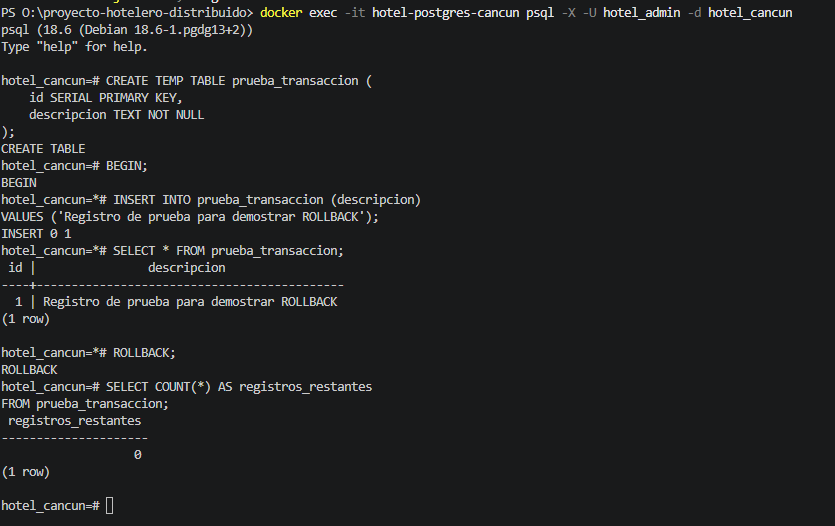 PS O:\proyecto-hotelero-distribuido> docker exec -it hotel-postgres-cancun psql -X -U hotel_admin -d hotel_cancun
psql (18.6 (Debian 18.6-1.pgdg13+2))
Type "help" for help.

hotel_cancun=# CREATE TEMP TABLE prueba_transaccion (
    id SERIAL PRIMARY KEY,
    descripcion TEXT NOT NULL
);
CREATE TABLE
hotel_cancun=# BEGIN;
BEGIN
hotel_cancun=*# INSERT INTO prueba_transaccion (descripcion)
VALUES ('Registro de prueba para demostrar ROLLBACK');
INSERT 0 1
hotel_cancun=*# SELECT * FROM prueba_transaccion;
 id |                descripcion
----+--------------------------------------------
  1 | Registro de prueba para demostrar ROLLBACK
(1 row)

hotel_cancun=*# ROLLBACK;
ROLLBACK
hotel_cancun=# SELECT COUNT(*) AS registros_restantes
FROM prueba_transaccion;
 registros_restantes
---------------------
                   0
(1 row)

hotel_cancun=#